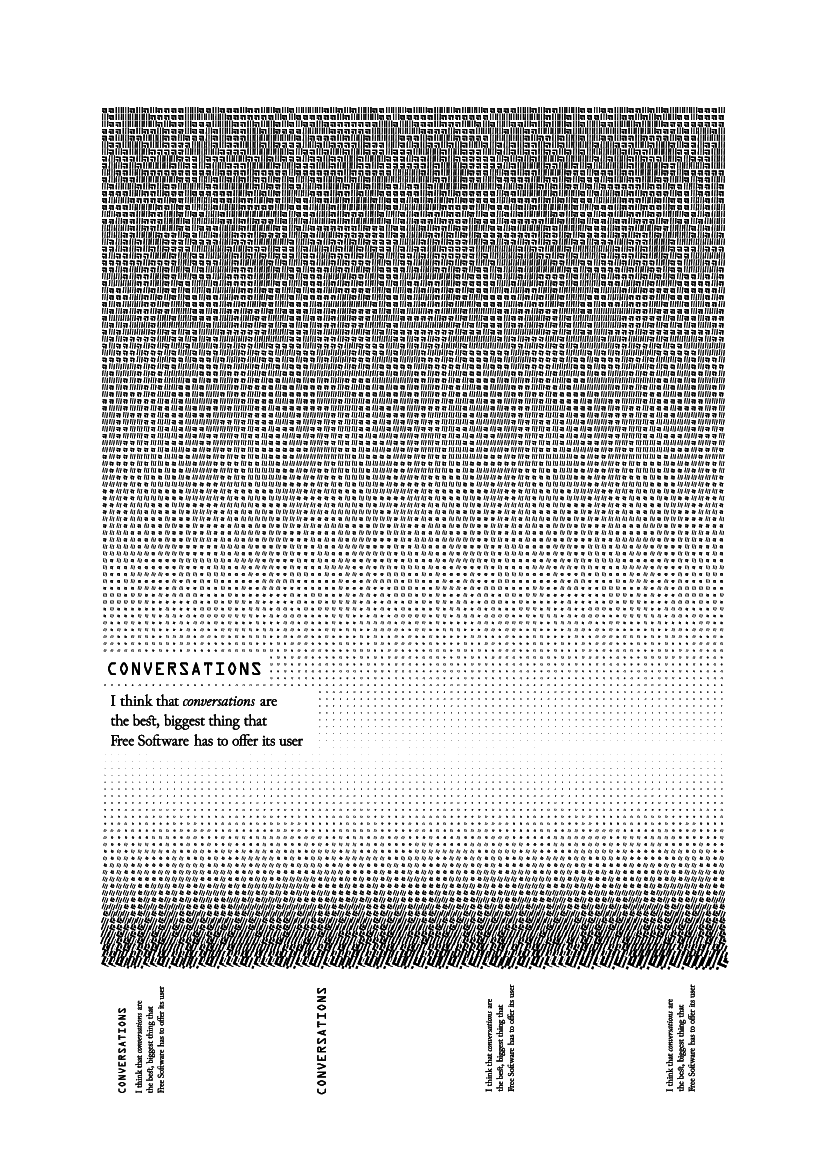 CONVERSATIONS
I think that conversations are
the best, biggest thing that
Free Software has to offer its user
CONVERSATIONS
I think that conversations are
the best, biggest thing that
Free Software has to offer its user
CONVERSATIONS
I think that conversations are
the best, biggest thing that
Free Software has to offer its user
I think that conversations are
the best, biggest thing that
Free Software has to offer its user